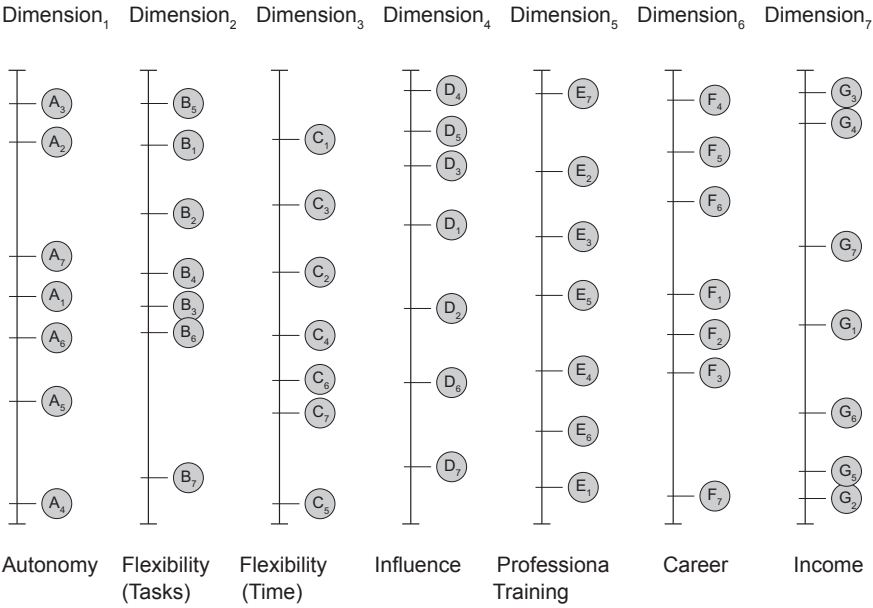 Dimension₁ Dimension₂ Dimension₃ Dimension₄ Dimension₅ Dimension₆ Dimension₇
A₃
A₂
A₇
A₁
A₆
A₅
A₄
B₅
B₁
B₂
B₄
B₃
B₆
B₇
C₁
C₃
C₂
C₄
C₆
C₇
C₅
D₄
D₅
D₃
D₁
D₂
D₆
D₇
E₇
E₂
E₃
E₅
E₄
E₆
E₁
F₄
F₅
F₆
F₁
F₂
F₃
F₇
G₃
G₄
G₇
G₁
G₆
G₅
G₂
Autonomy
Flexibility
(Tasks)
Flexibility
(Time)
Influence
Professiona
Training
Career
Income